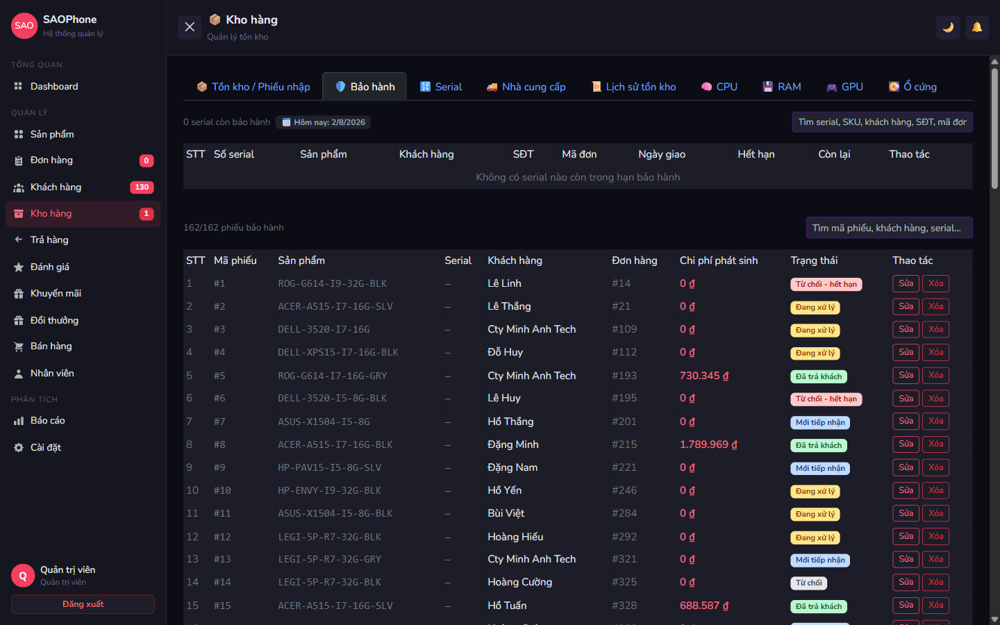 SAO
SAOPhone
Hệ thống quản lý
TỔNG QUAN
Dashboard
QUẢN LÝ
Sản phẩm
Đơn hàng 0
Khách hàng 130
Kho hàng 1
Trả hàng
Đánh giá
Khuyến mãi
Đổi thưởng
Bán hàng
Nhân viên
PHÂN TÍCH
Báo cáo
Cài đặt
Q
Quản trị viên
Quản trị viên
Đăng xuất
Kho hàng
Quản lý tồn kho
Tồn kho / Phiếu nhập Bảo hành Serial Nhà cung cấp Lịch sử tồn kho CPU RAM GPU Ổ cứng
0 serial còn bảo hành Hôm nay: 2/8/2026 Tìm serial, SKU, khách hàng, SĐT, mã đơn
STT Số serial Sản phẩm Khách hàng SĐT Mã đơn Ngày giao Hết hạn Còn lại Thao tác
Không có serial nào còn trong hạn bảo hành
162/162 phiếu bảo hành Tìm mã phiếu, khách hàng, serial...
STT Mã phiếu Sản phẩm Serial Khách hàng Đơn hàng Chi phí phát sinh Trạng thái Thao tác
1 #1 ROG-G614-I9-32G-BLK — Lê Linh #14 0 ₫ Từ chối - hết hạn Sửa Xóa
2 #2 ACER-A515-I7-16G-SLV — Lê Thắng #21 0 ₫ Đang xử lý Sửa Xóa
3 #3 DELL-3520-I7-16G — Cty Minh Anh Tech #109 0 ₫ Đang xử lý Sửa Xóa
4 #4 DELL-XPS15-I7-16G-BLK — Đỗ Huy #112 0 ₫ Đang xử lý Sửa Xóa
5 #5 ROG-G614-I7-16G-GRY — Cty Minh Anh Tech #193 730.345 ₫ Đã trả khách Sửa Xóa
6 #6 DELL-3520-I5-8G-BLK — Lê Huy #195 0 ₫ Từ chối - hết hạn Sửa Xóa
7 #7 ASUS-X1504-I5-8G — Hồ Thắng #201 0 ₫ Mới tiếp nhận Sửa Xóa
8 #8 ACER-A515-I7-16G-BLK — Đặng Minh #215 1.789.969 ₫ Đã trả khách Sửa Xóa
9 #9 HP-PAV15-I5-8G-SLV — Đặng Nam #221 0 ₫ Mới tiếp nhận Sửa Xóa
10 #10 HP-ENVY-I9-32G-BLK — Hồ Yến #246 0 ₫ Đang xử lý Sửa Xóa
11 #11 ASUS-X1504-I5-8G-BLK — Bùi Việt #284 0 ₫ Đang xử lý Sửa Xóa
12 #12 LEGI-5P-R7-32G-BLK — Hoàng Hiếu #292 0 ₫ Đang xử lý Sửa Xóa
13 #13 LEGI-5P-R7-32G-GRY — Cty Minh Anh Tech #321 0 ₫ Mới tiếp nhận Sửa Xóa
14 #14 LEGI-5P-R7-32G-BLK — Hoàng Cường #325 0 ₫ Từ chối Sửa Xóa
15 #15 ACER-A515-I7-16G-SLV — Hồ Tuấn #328 688.587 ₫ Đã trả khách Sửa Xóa